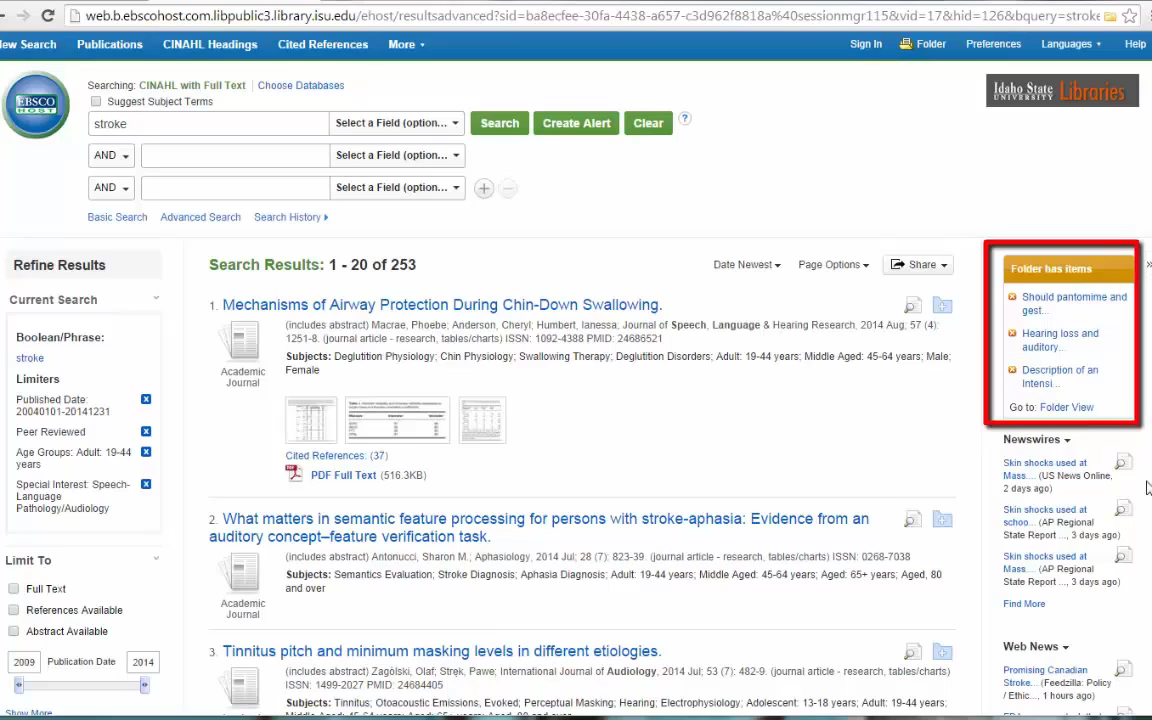 web.b.ebscohost.com.libpublic3.library.isu.edu/ehost/resultsadvanced?sid=ba8ecfee-30fa-4438-a657-c3d962f8818a%40sessionmgr115&vid=17&hid=126&bquery=stroke
New Search Publications CINAHL Headings Cited References More Sign In Folder Preferences Languages Help
EBSCO
HOST
Searching: CINAHL with Full Text Choose Databases
Suggest Subject Terms
stroke Select a Field (option... Search Create Alert Clear ?
AND Select a Field (option...
AND Select a Field (option...
Basic Search Advanced Search Search History
Idaho State
UNIVERSITY Libraries
Refine Results
Current Search
Boolean/Phrase:
stroke
Limiters
Published Date:
20040101-20141231
Peer Reviewed
Age Groups: Adult: 19-44
years
Special Interest: Speech-
Language
Pathology/Audiology
Limit To
Full Text
References Available
Abstract Available
2009 Publication Date 2014
Show More
Search Results: 1 - 20 of 253
Date Newest Page Options Share
1. Mechanisms of Airway Protection During Chin-Down Swallowing.
(includes abstract) Macrae, Phoebe; Anderson, Cheryl; Humbert, Ianessa; Journal of Speech, Language & Hearing Research, 2014 Aug; 57 (4):
1251-8. (journal article - research, tables/charts) ISSN: 1092-4388 PMID: 24686521
Subjects: Deglutition Physiology; Chin Physiology; Swallowing Therapy; Deglutition Disorders; Adult: 19-44 years; Middle Aged: 45-64 years; Male;
Female
Academic
Journal
Cited References: (37)
PDF Full Text (516.3KB)
2. What matters in semantic feature processing for persons with stroke-aphasia: Evidence from an
auditory concept–feature verification task.
(includes abstract) Antonucci, Sharon M.; Aphasiology, 2014 Jul; 28 (7): 823-39. (journal article - research, tables/charts) ISSN: 0268-7038
Subjects: Semantics Evaluation; Stroke Diagnosis; Aphasia Diagnosis; Adult: 19-44 years; Middle Aged: 45-64 years; Aged: 65+ years; Aged, 80
and over
Academic
Journal
3. Tinnitus pitch and minimum masking levels in different etiologies.
(includes abstract) Zagólski, Olaf; Stręk, Paweł; International Journal of Audiology, 2014 Jul; 53 (7): 482-9. (journal article - research, tables/charts)
ISSN: 1499-2027 PMID: 24684405
Subjects: Tinnitus; Otoacoustic Emissions, Evoked; Perceptual Masking; Hearing; Electrophysiology; Adolescent: 13-18 years; Adult: 19-44
years; Middle Aged: 45-64 years; Aged: 65+ years; Aged, 80 and over; Male; Female
Folder has items
Should pantomime and
gest...
Hearing loss and
auditory...
Description of an
Intensi...
Go to: Folder View
Newswires
Skin shocks used at
Mass.... (US News Online,
2 days ago)
Skin shocks used at
schoo... (AP Regional
State Report ..., 3 days ago)
Skin shocks used at
Mass.... (AP Regional
State Report ..., 3 days ago)
Find More
Web News
Promising Canadian
Stroke... (Feedzilla: Policy
/ Ethic..., 1 hours ago)